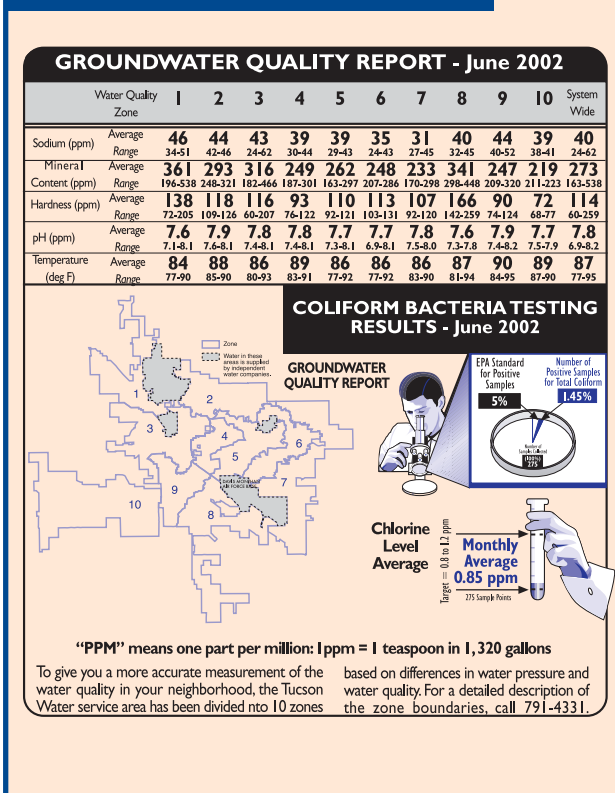 GROUNDWATER QUALITY REPORT - June 2002
Water Quality Zone 1 2 3 4 5 6 7 8 9 10 System Wide
Sodium (ppm) Average 46 44 43 39 39 35 31 40 44 39 40
Range 34-51 42-46 24-62 30-44 29-43 24-43 27-45 32-45 40-52 38-41 24-62
Mineral Content (ppm) Average 361 293 316 249 262 248 233 341 247 219 273
Range 196-538 248-321 182-466 187-301 163-297 207-286 170-298 298-448 209-320 211-223 163-538
Hardness (ppm) Average 138 118 116 93 110 113 107 166 90 72 114
Range 72-205 109-126 60-207 76-122 92-121 103-131 92-120 142-259 74-124 68-77 60-259
pH (ppm) Average 7.6 7.9 7.8 7.8 7.7 7.7 7.8 7.6 7.9 7.7 7.8
Range 7.1-8.1 7.6-8.1 7.4-8.1 7.4-8.1 7.3-8.1 6.9-8.1 7.5-8.0 7.3-7.8 7.4-8.2 7.5-7.9 6.9-8.2
Temperature (deg F) Average 84 88 86 89 86 86 86 87 90 89 87
Range 77-90 85-90 80-93 83-91 77-92 77-92 83-90 81-94 84-95 87-90 77-95
COLIFORM BACTERIA TESTING
RESULTS - June 2002
Zone
Water in these
areas is supplied
by independent
water companies.
1
2
3
4
5
6
7
8
9
10
DAVIS MONTHAN
AIR FORCE BASE
GROUNDWATER
QUALITY REPORT
EPA Standard
for Positive
Samples
5%
Number of
Positive Samples
for Total Coliform
1.45%
Number of
Samples Collected
(100%)
275
Chlorine
Level
Average
Target = 0.8 to 1.2 ppm
Monthly
Average
0.85 ppm
275 Sample Points
“PPM” means one part per million: 1ppm = 1 teaspoon in 1,320 gallons
To give you a more accurate measurement of the
water quality in your neighborhood, the Tucson
Water service area has been divided nto 10 zones
based on differences in water pressure and
water quality. For a detailed description of
the zone boundaries, call 791-4331.